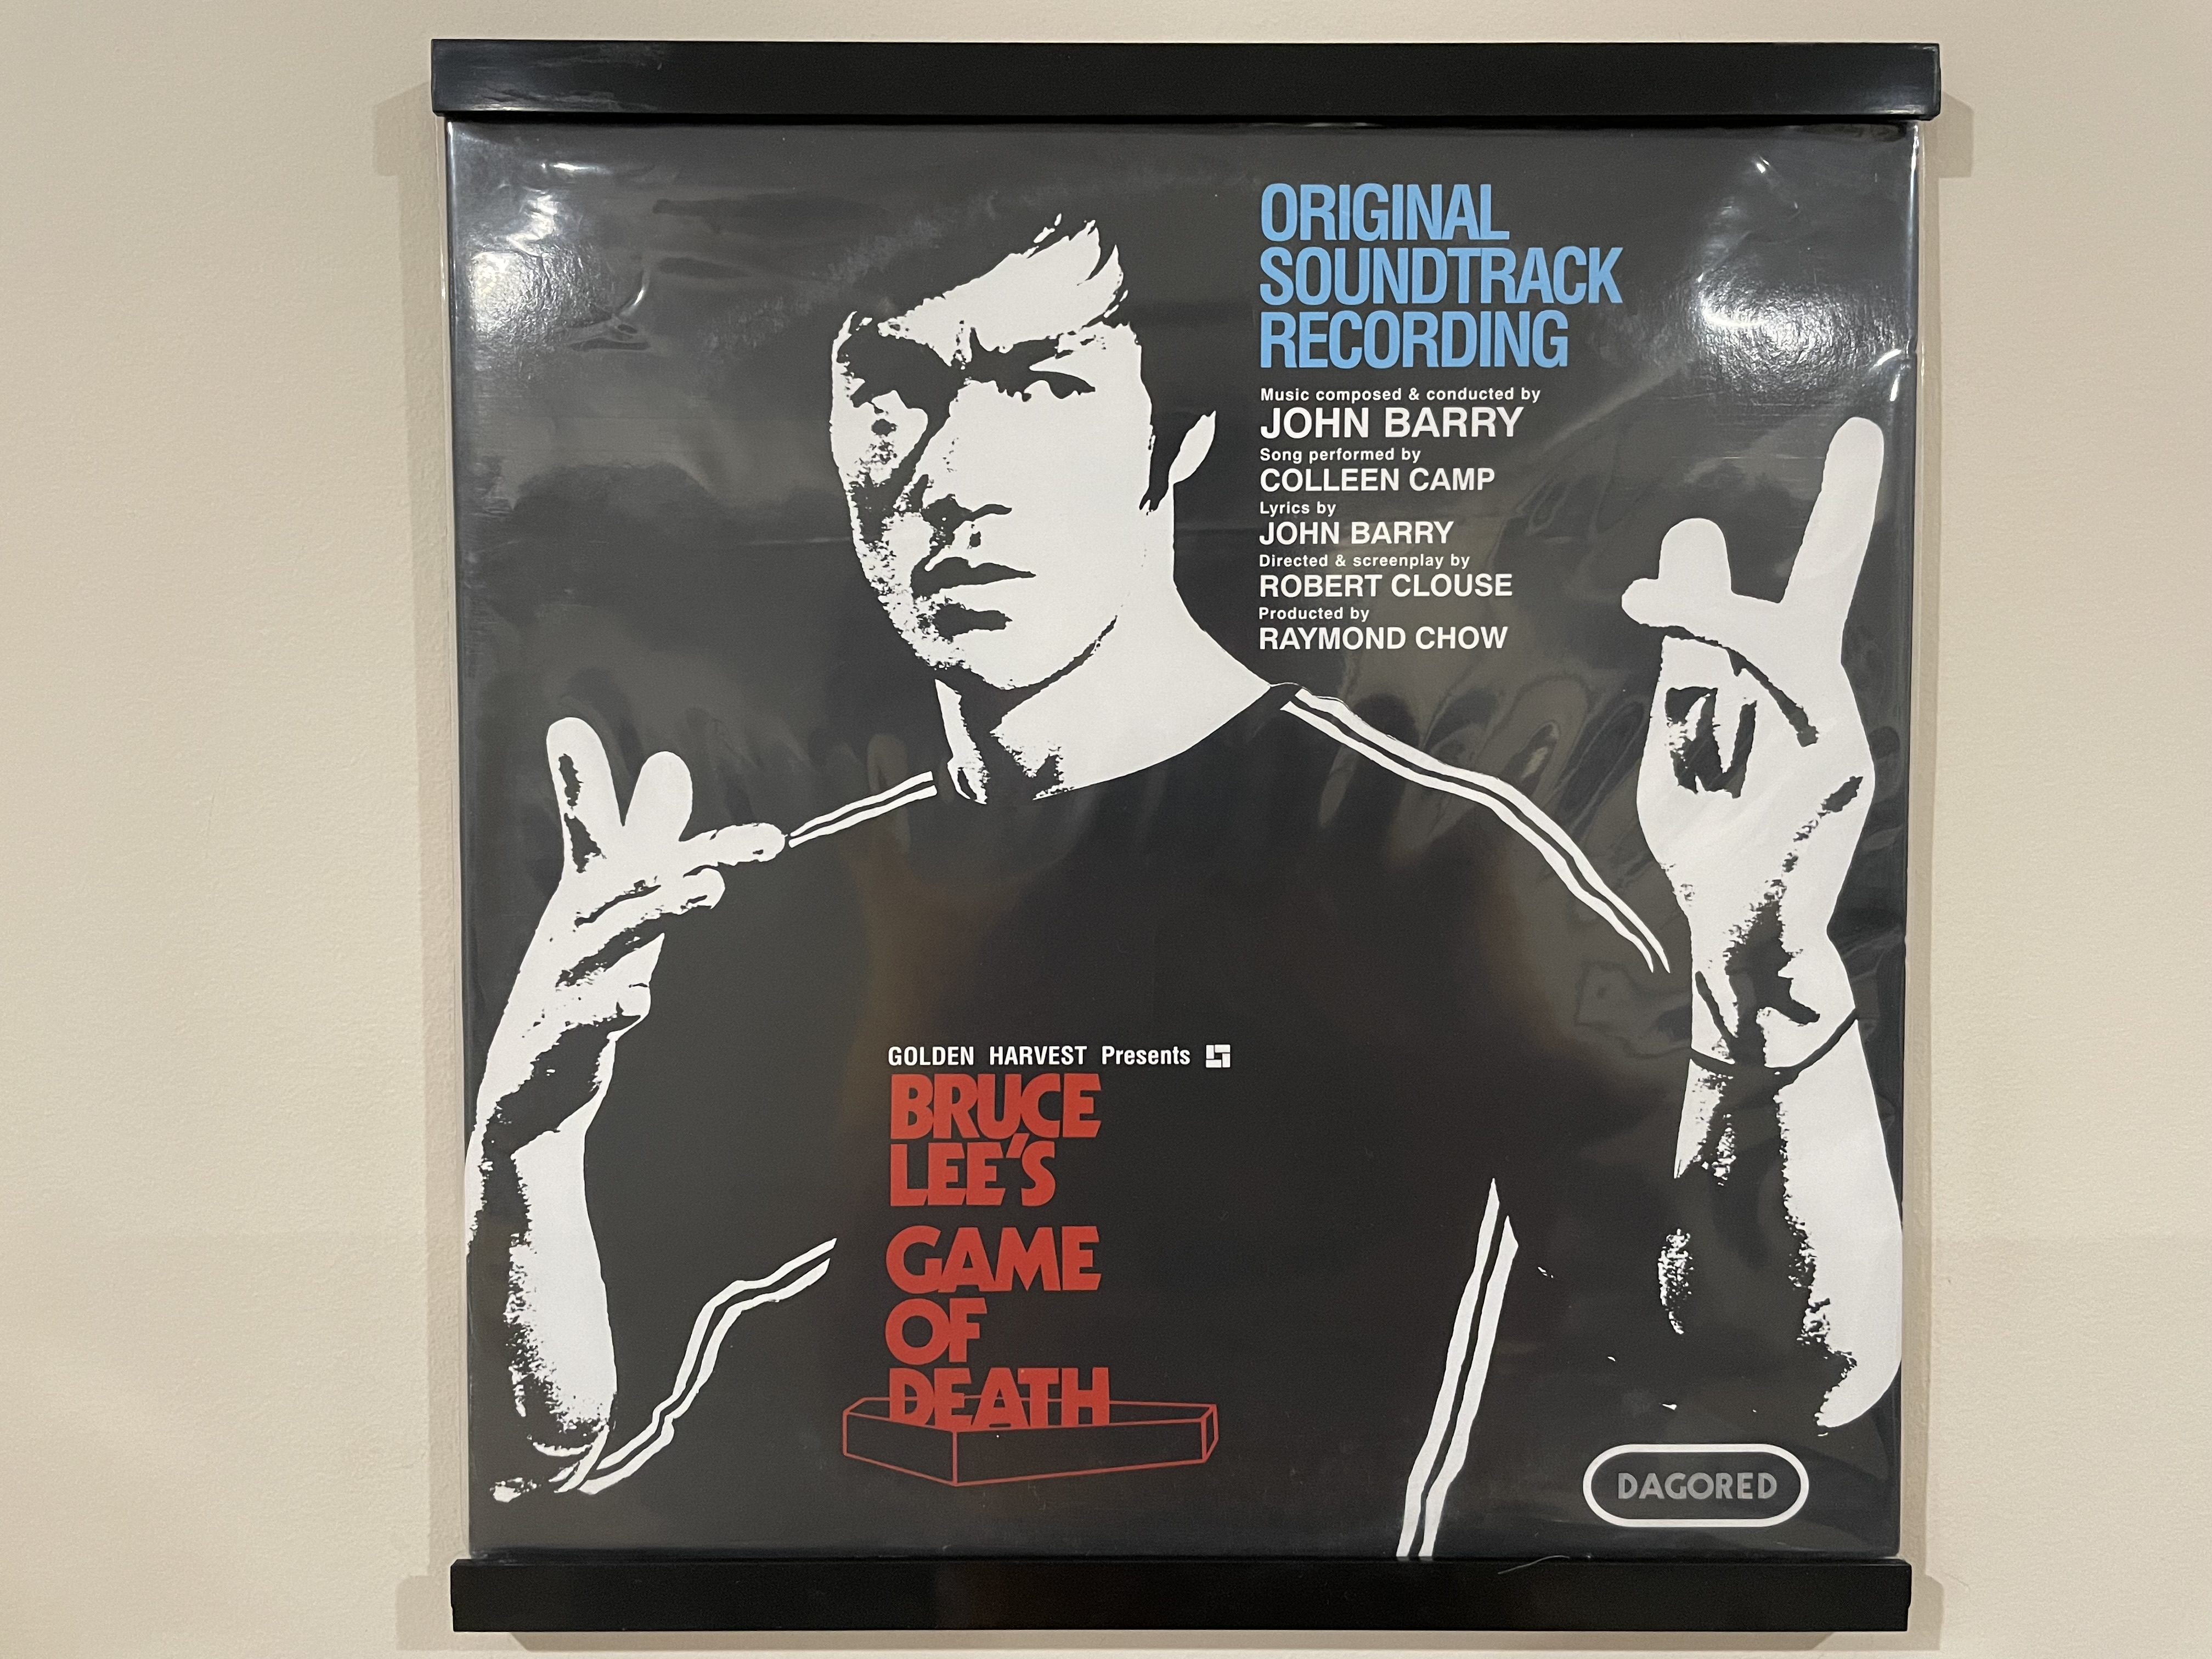 ORIGINAL
SOUNDTRACK
RECORDING
Music composed & conducted by
JOHN BARRY
Song performed by
COLLEEN CAMP
Lyrics by
JOHN BARRY
Directed & screenplay by
ROBERT CLOUSE
Producted by
RAYMOND CHOW
GOLDEN HARVEST Presents
BRUCE
LEE'S
GAME
OF
DEATH
DAGORED